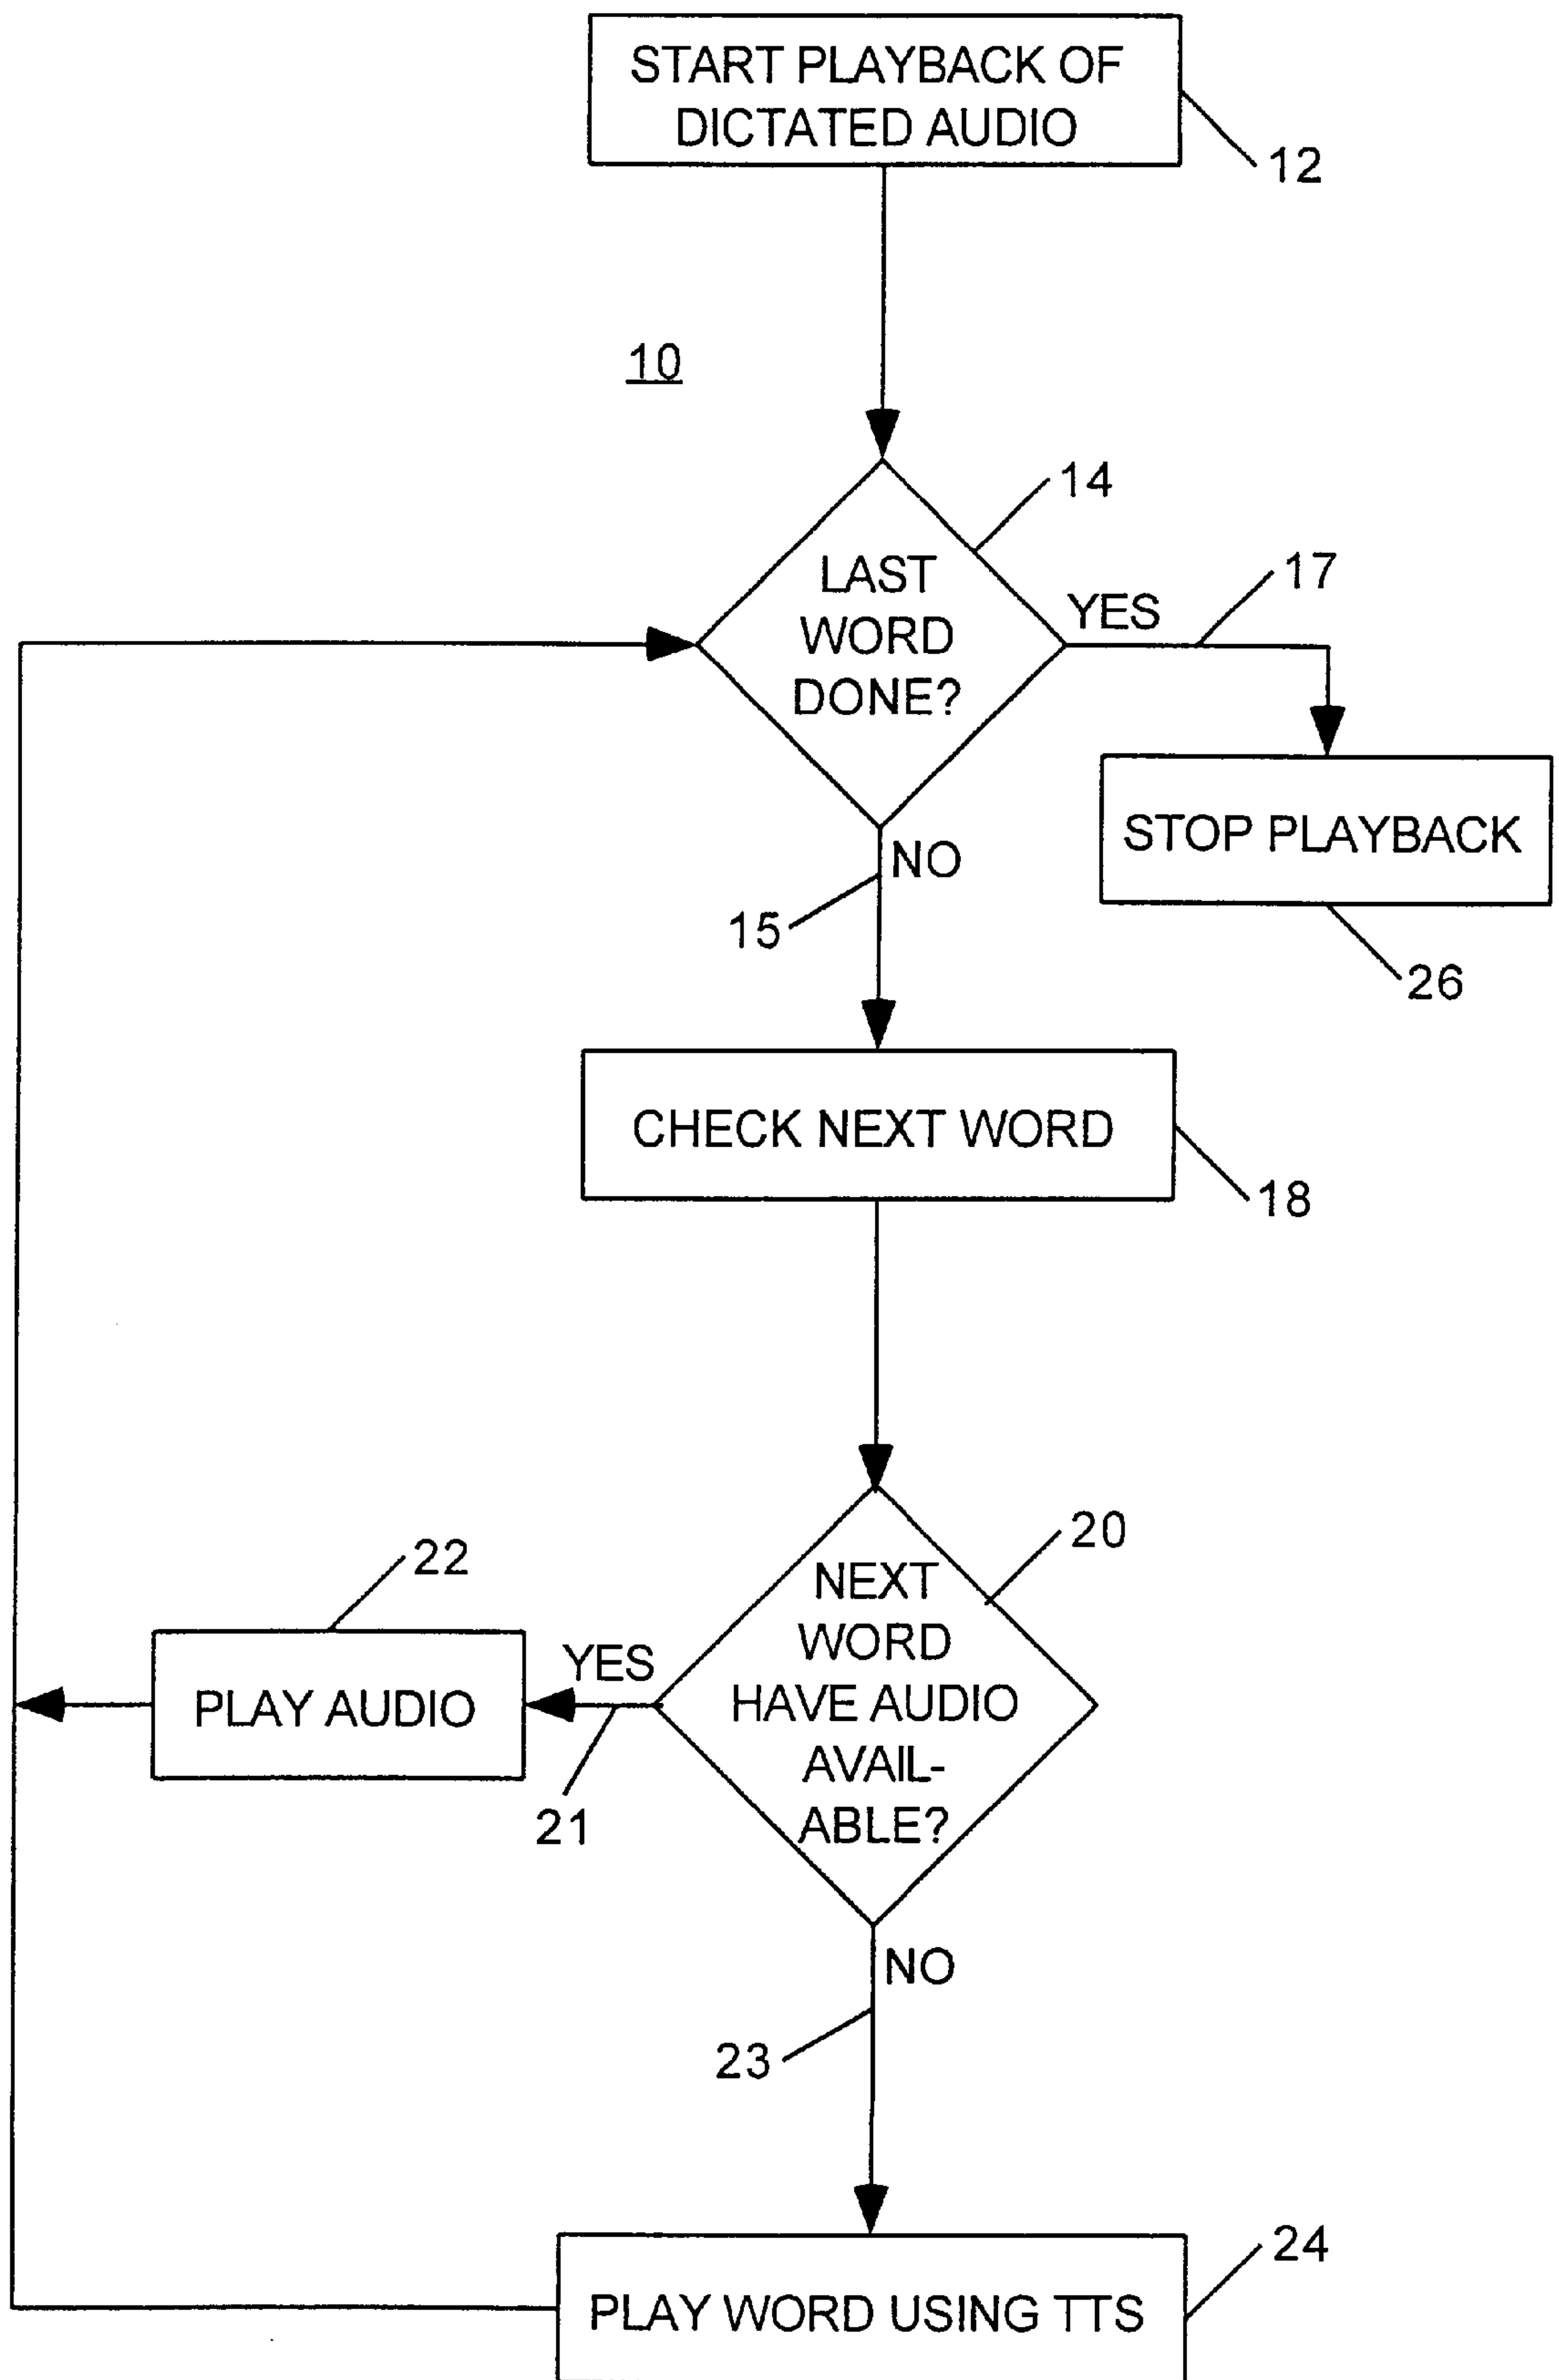 START PLAYBACK OF
DICTATED AUDIO
12
10
14
LAST
WORD
DONE?
YES
17
STOP PLAYBACK
26
NO
15
CHECK NEXT WORD
18
20
NEXT
WORD
HAVE AUDIO
AVAIL-
ABLE?
YES
21
22
PLAY AUDIO
NO
23
24
PLAY WORD USING TTS